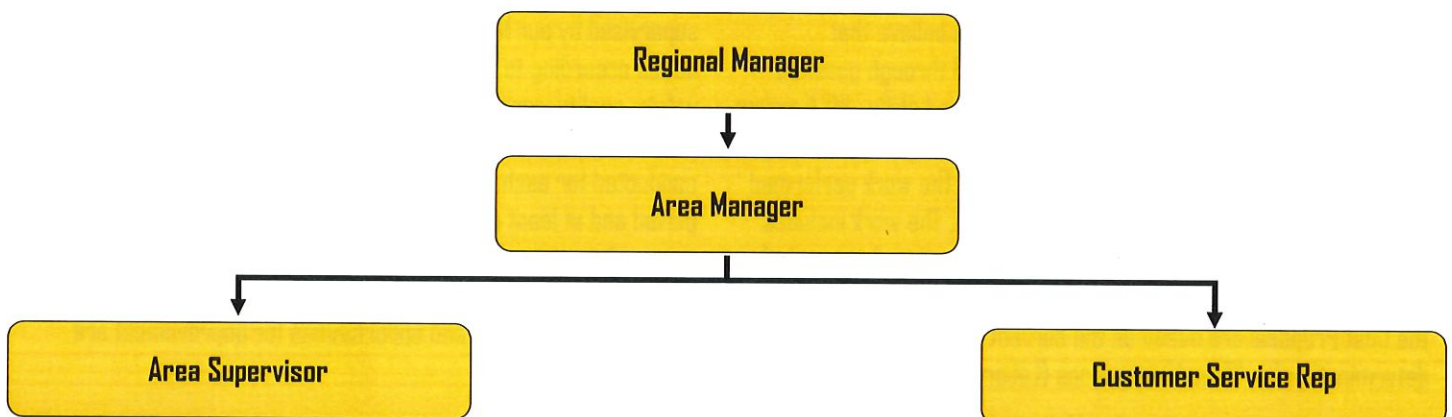 Regional Manager
Area Manager
Area Supervisor
Customer Service Rep